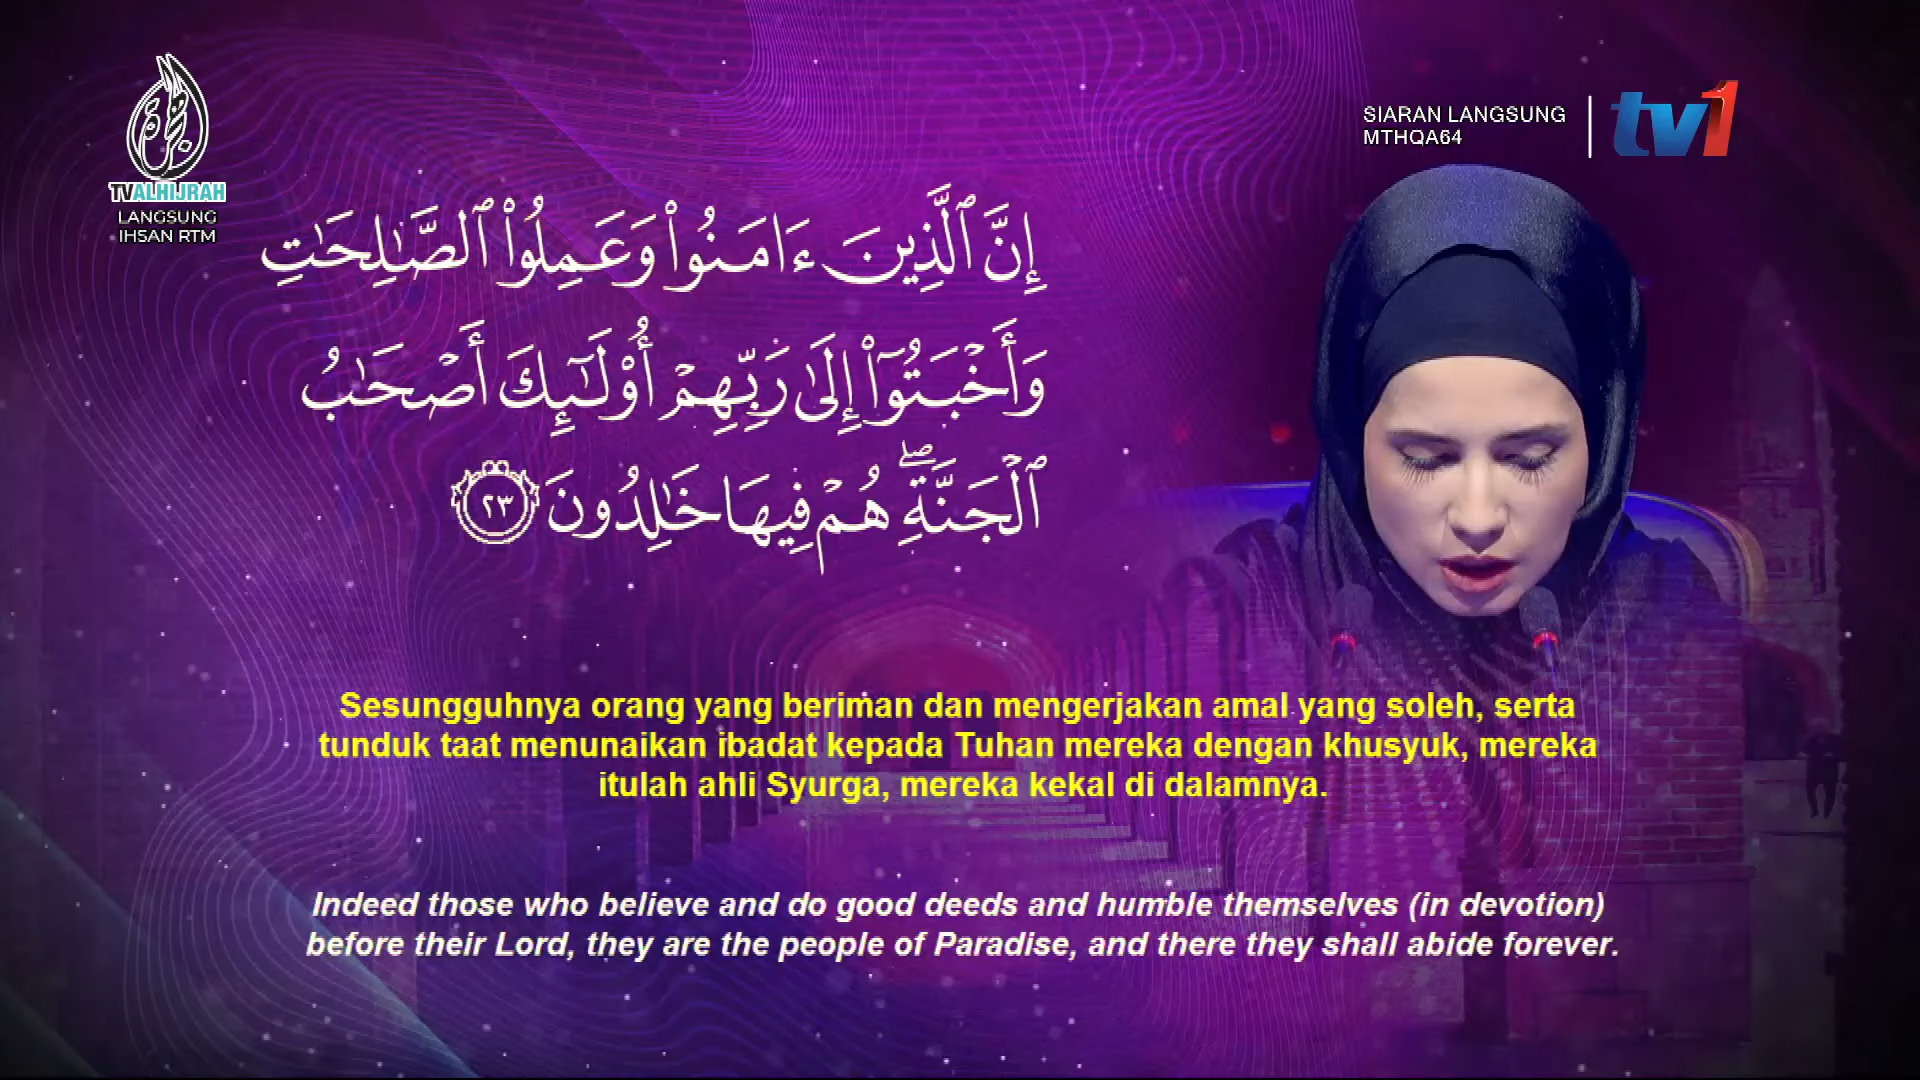 TVALHIJRAH
LANGSUNG
IHSAN RTM
SIARAN LANGSUNG
MTHQA64
tv1
إِنَّ ٱلَّذِينَ ءَامَنُوا۟ وَعَمِلُوا۟ ٱلصَّـٰلِحَـٰتِ
وَأَخْبَتُوٓا۟ إِلَىٰ رَبِّهِمْ أُو۟لَـٰٓئِكَ أَصْحَـٰبُ
ٱلْجَنَّةِ ۖ هُمْ فِيهَا خَـٰلِدُونَ ٢٣
Sesungguhnya orang yang beriman dan mengerjakan amal yang soleh, serta
tunduk taat menunaikan ibadat kepada Tuhan mereka dengan khusyuk, mereka
itulah ahli Syurga, mereka kekal di dalamnya.
Indeed those who believe and do good deeds and humble themselves (in devotion)
before their Lord, they are the people of Paradise, and there they shall abide forever.